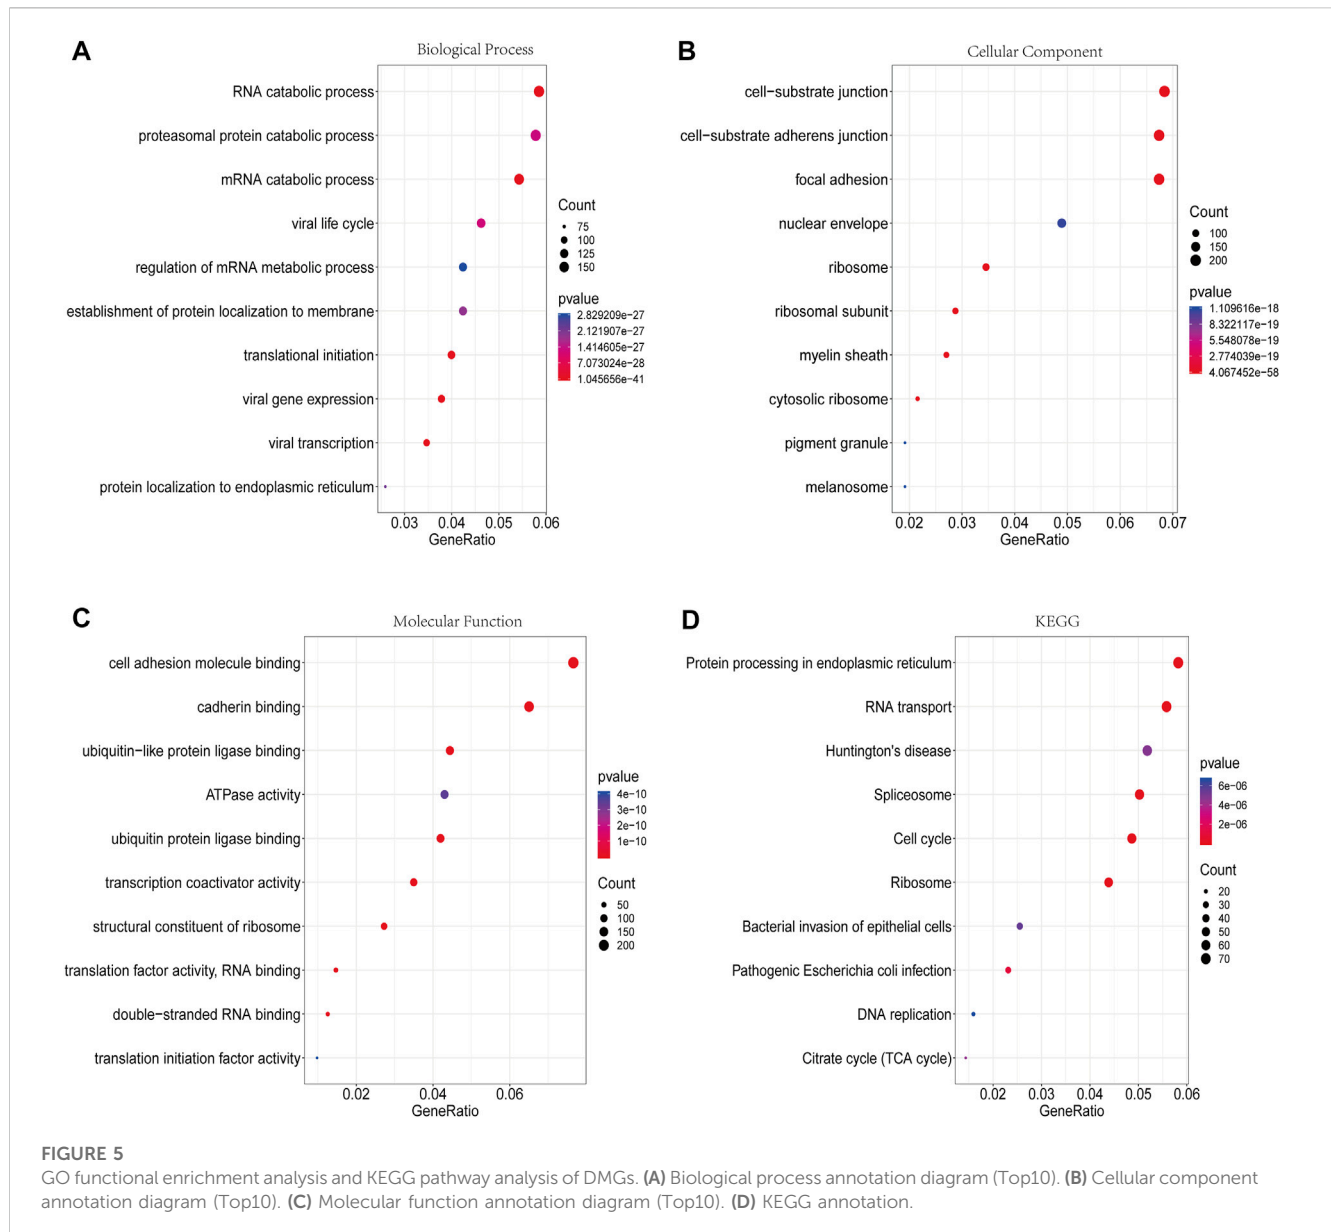 A
Biological Process
RNA catabolic process
proteasomal protein catabolic process
mRNA catabolic process
viral life cycle
regulation of mRNA metabolic process
establishment of protein localization to membrane
translational initiation
viral gene expression
viral transcription
protein localization to endoplasmic reticulum
0.03 0.04 0.05 0.06
GeneRatio
Count
75
100
125
150
pvalue
2.829209e−27
2.121907e−27
1.414605e−27
7.073024e−28
1.045656e−41
B
Cellular Component
cell−substrate junction
cell−substrate adherens junction
focal adhesion
nuclear envelope
ribosome
ribosomal subunit
myelin sheath
cytosolic ribosome
pigment granule
melanosome
0.02 0.03 0.04 0.05 0.06 0.07
GeneRatio
Count
100
150
200
pvalue
1.109616e−18
8.322117e−19
5.548078e−19
2.774039e−19
4.067452e−58
C
Molecular Function
cell adhesion molecule binding
cadherin binding
ubiquitin−like protein ligase binding
ATPase activity
ubiquitin protein ligase binding
transcription coactivator activity
structural constituent of ribosome
translation factor activity, RNA binding
double−stranded RNA binding
translation initiation factor activity
0.02 0.04 0.06
GeneRatio
pvalue
4e−10
3e−10
2e−10
1e−10
Count
50
100
150
200
D
KEGG
Protein processing in endoplasmic reticulum
RNA transport
Huntington's disease
Spliceosome
Cell cycle
Ribosome
Bacterial invasion of epithelial cells
Pathogenic Escherichia coli infection
DNA replication
Citrate cycle (TCA cycle)
0.02 0.03 0.04 0.05 0.06
GeneRatio
pvalue
6e−06
4e−06
2e−06
Count
20
30
40
50
60
70
FIGURE 5
GO functional enrichment analysis and KEGG pathway analysis of DMGs. (A) Biological process annotation diagram (Top10). (B) Cellular component
annotation diagram (Top10). (C) Molecular function annotation diagram (Top10). (D) KEGG annotation.